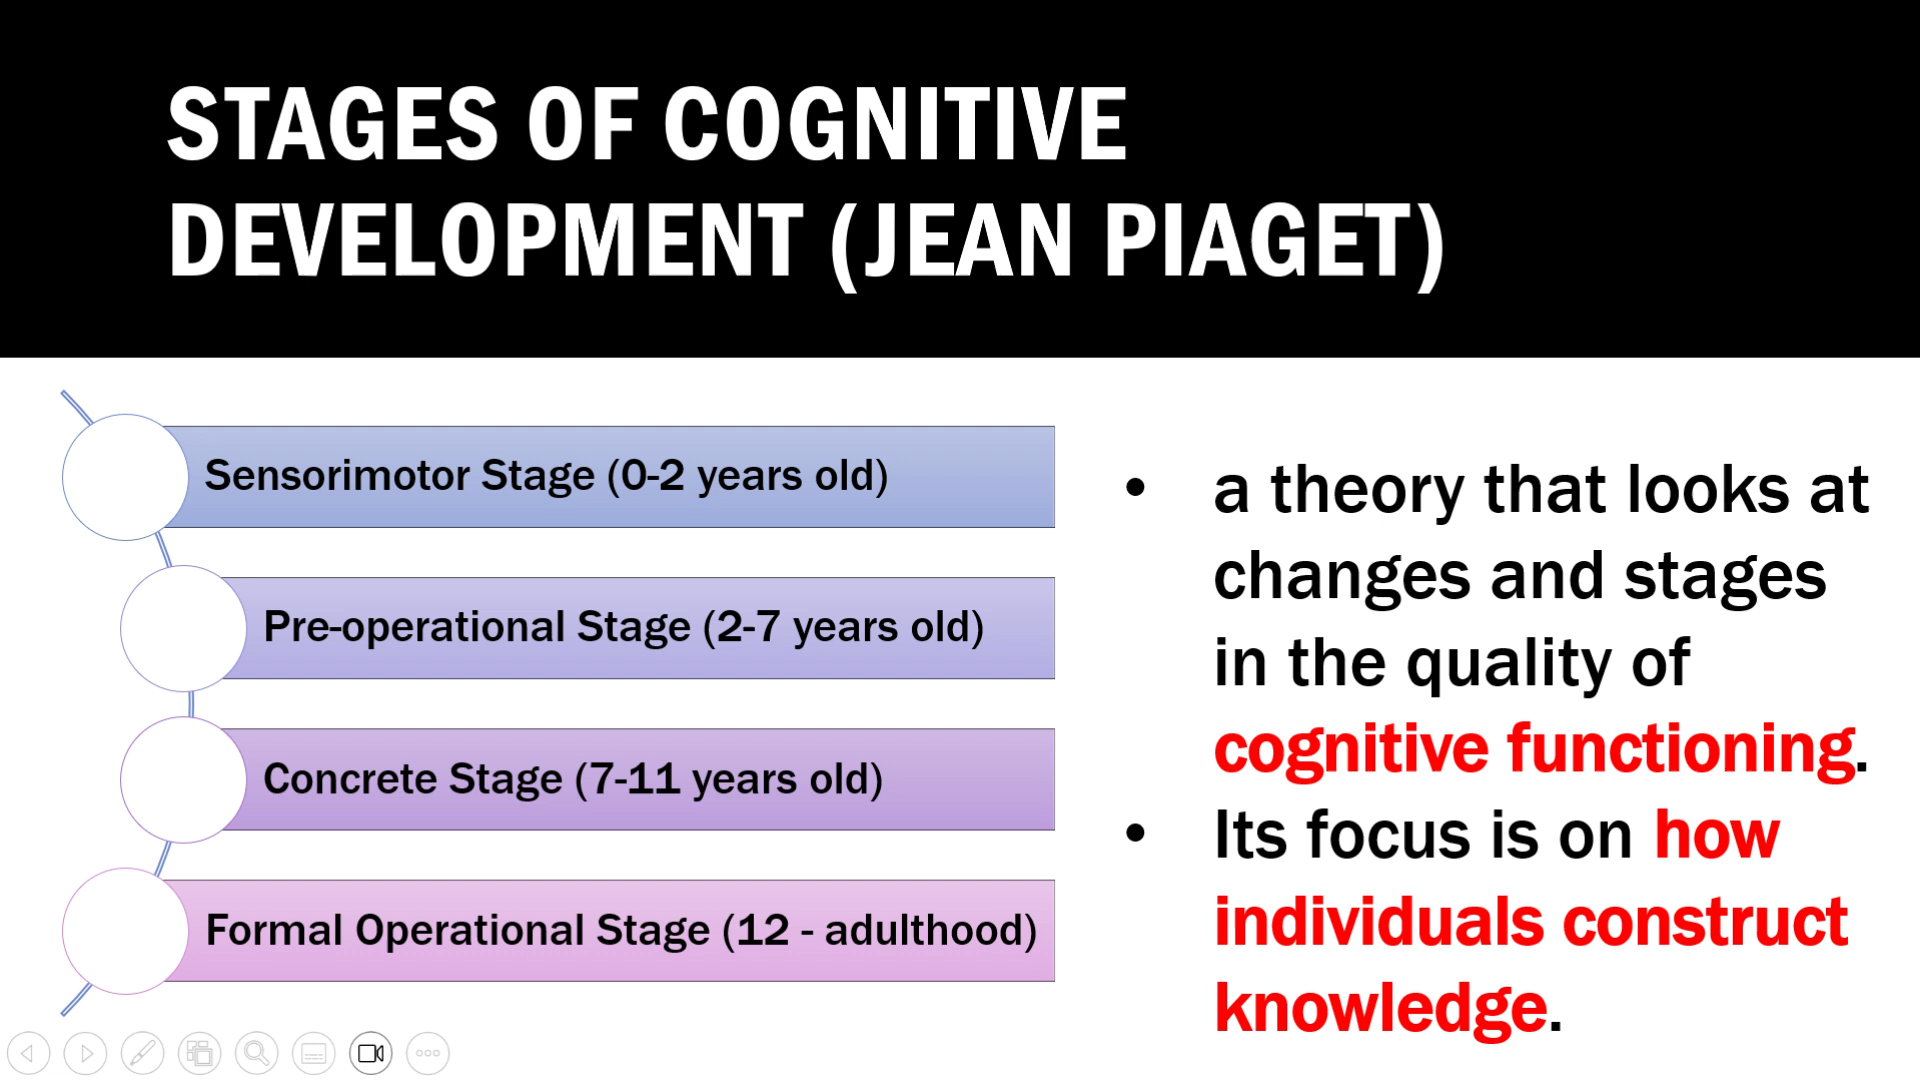 STAGES OF COGNITIVE
DEVELOPMENT (JEAN PIAGET)
Sensorimotor Stage (0-2 years old)
Pre-operational Stage (2-7 years old)
Concrete Stage (7-11 years old)
Formal Operational Stage (12 - adulthood)
• a theory that looks at
changes and stages
in the quality of
cognitive functioning.
• Its focus is on how
individuals construct
knowledge.